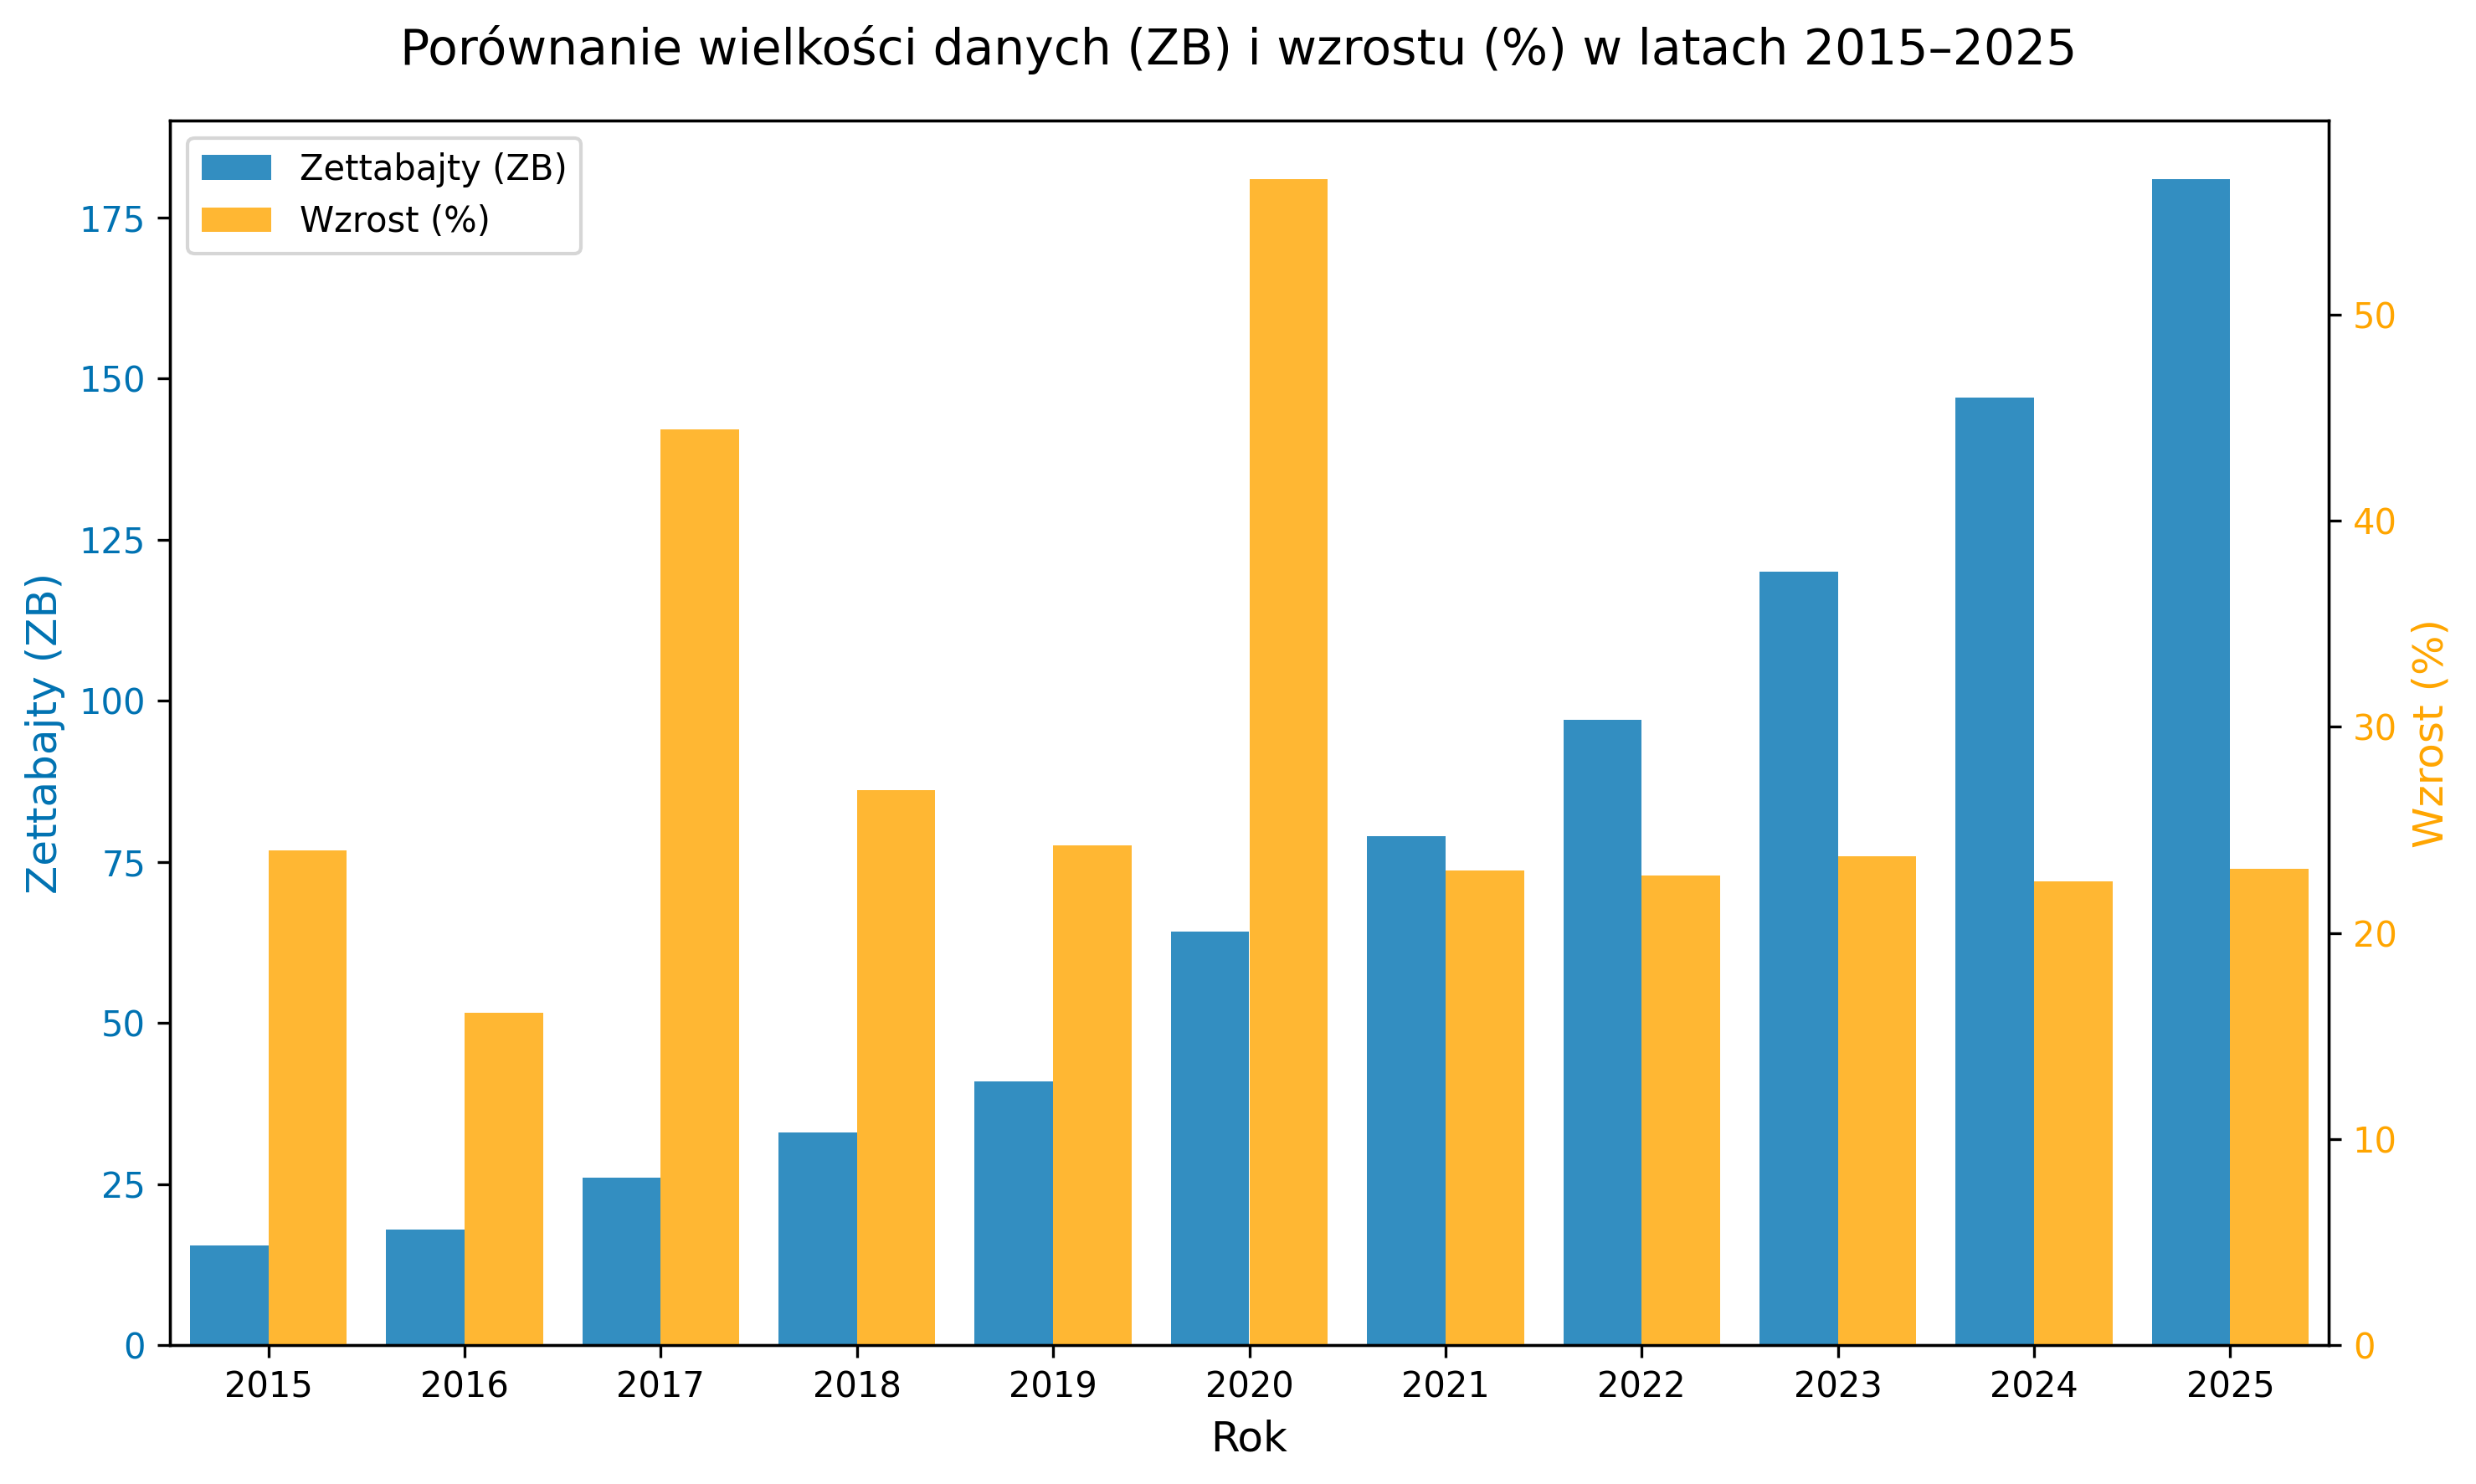 Porównanie wielkości danych (ZB) i wzrostu (%) w latach 2015–2025
Zettabajty (ZB)
Wzrost (%)
175
150
125
100
75
50
25
0
Zettabajty (ZB)
50
40
30
20
10
0
Wzrost (%)
2015 2016 2017 2018 2019 2020 2021 2022 2023 2024 2025
Rok